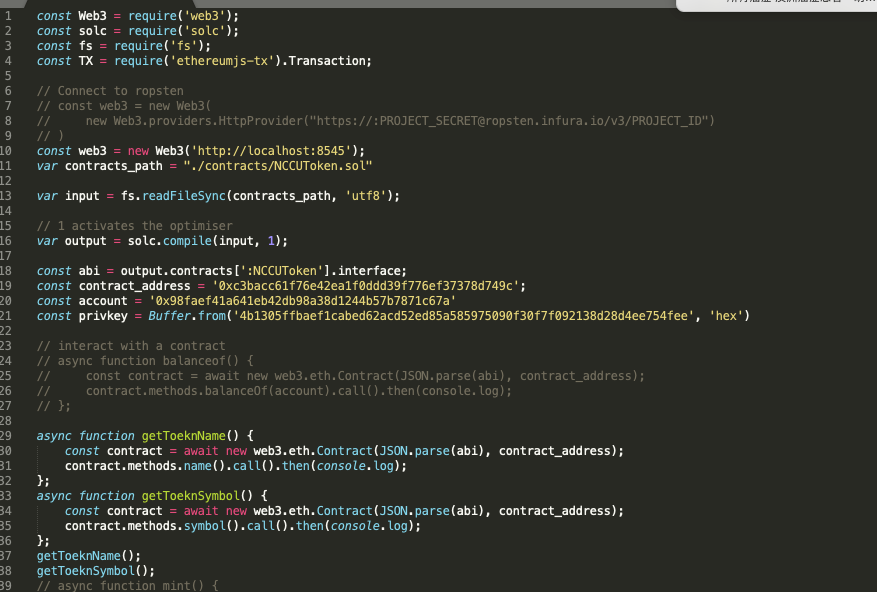 1 const Web3 = require('web3');
2 const solc = require('solc');
3 const fs = require('fs');
4 const TX = require('ethereumjs-tx').Transaction;
5
6 // Connect to ropsten
7 // const web3 = new Web3(
8 //     new Web3.providers.HttpProvider("https://:PROJECT_SECRET@ropsten.infura.io/v3/PROJECT_ID")
9 // )
10 const web3 = new Web3('http://localhost:8545');
11 var contracts_path = "./contracts/NCCUToken.sol"
12
13 var input = fs.readFileSync(contracts_path, 'utf8');
14
15 // 1 activates the optimiser
16 var output = solc.compile(input, 1);
17
18 const abi = output.contracts[':NCCUToken'].interface;
19 const contract_address = '0xc3bacc61f76e42ea1f0ddd39f776ef37378d749c';
20 const account = '0x98faef41a641eb42db98a38d1244b57b7871c67a'
21 const privkey = Buffer.from('4b1305ffbaef1cabed62acd52ed85a585975090f30f7f092138d28d4ee754fee', 'hex')
22
23 // interact with a contract
24 // async function balanceof() {
25 //     const contract = await new web3.eth.Contract(JSON.parse(abi), contract_address);
26 //     contract.methods.balanceOf(account).call().then(console.log);
27 // };
28
29 async function getToeknName() {
30     const contract = await new web3.eth.Contract(JSON.parse(abi), contract_address);
31     contract.methods.name().call().then(console.log);
32 };
33 async function getToeknSymbol() {
34     const contract = await new web3.eth.Contract(JSON.parse(abi), contract_address);
35     contract.methods.symbol().call().then(console.log);
36 };
37 getToeknName();
38 getToeknSymbol();
39 // async function mint() {